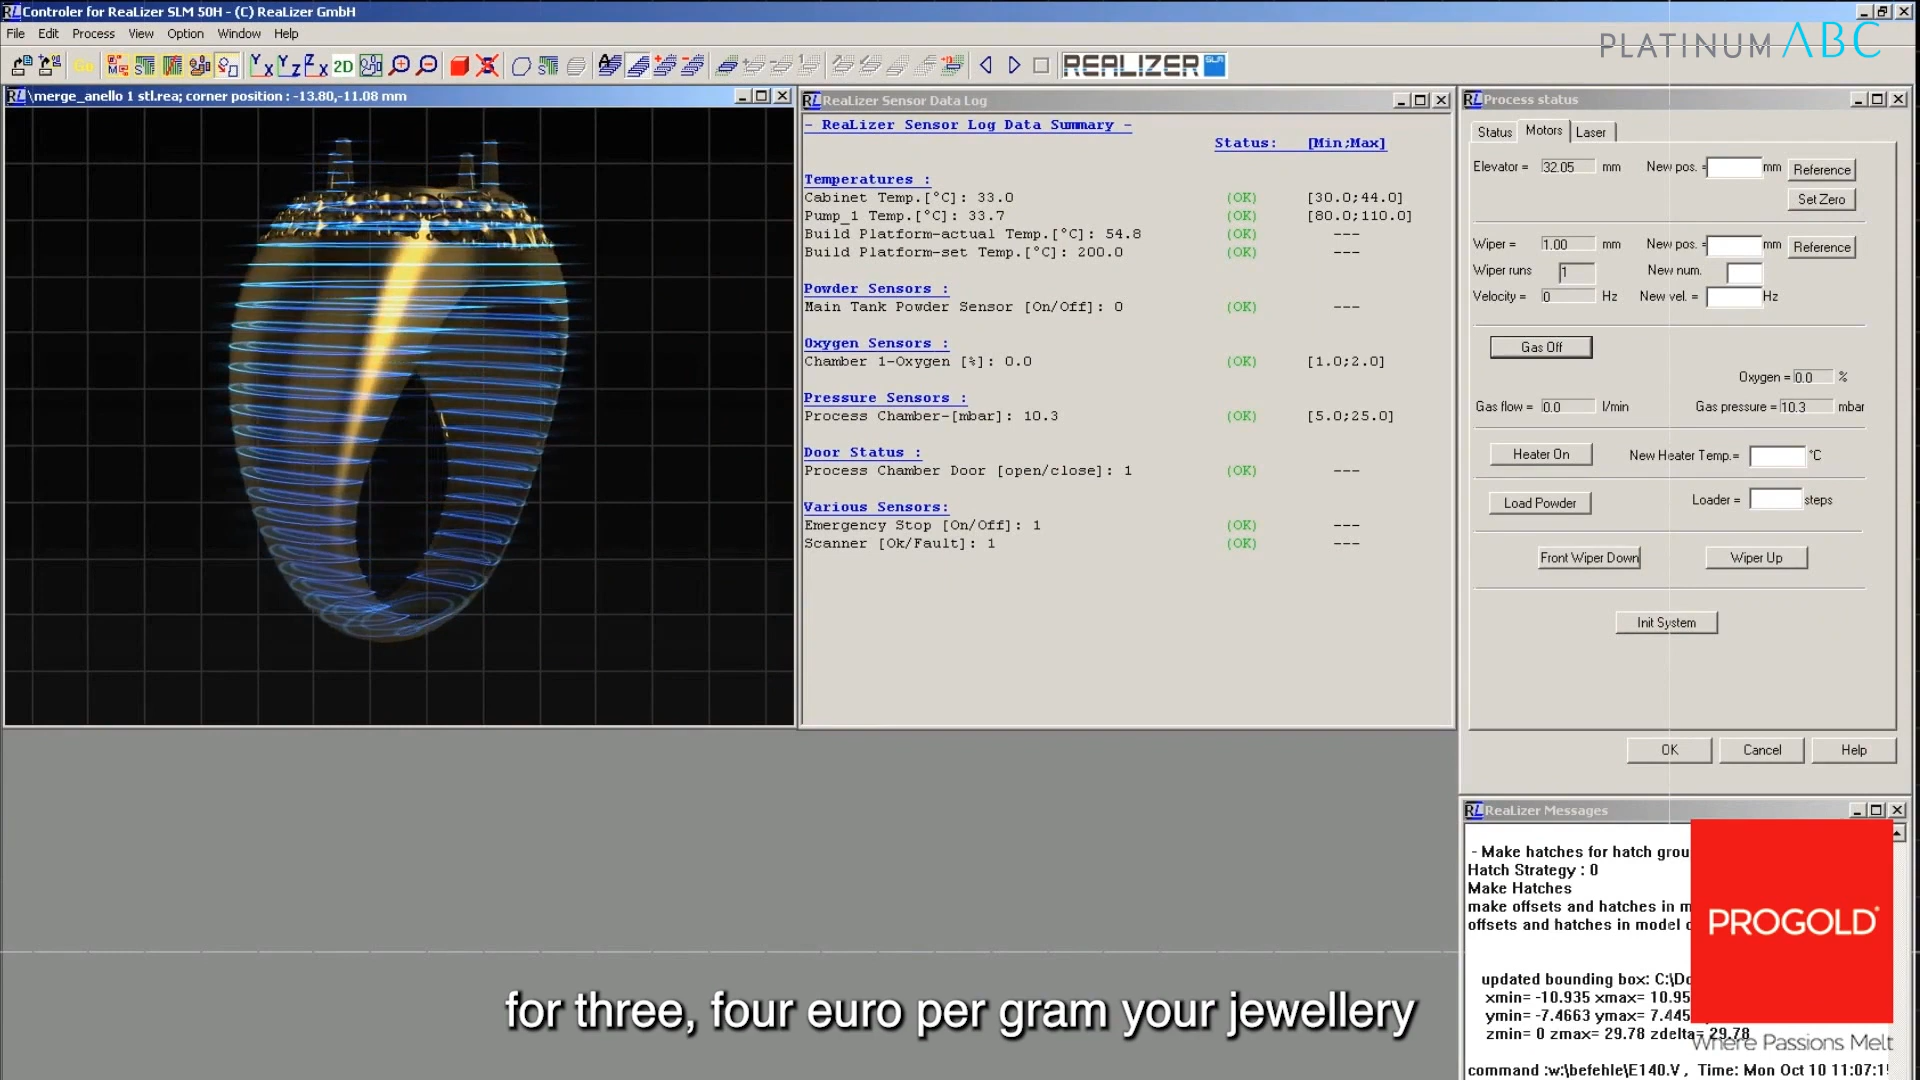 Controler for ReaLizer SLM 50H - (C) ReaLizer GmbH
File Edit Process View Option Window Help
PLATINUM ABC
2D
REALIZER SLM
\merge_anello 1 stl.rea; corner position : -13.80,-11.08 mm
ReaLizer Sensor Data Log
- ReaLizer Sensor Log Data Summary -
Status: [Min;Max]
Temperatures :
Cabinet Temp.[°C]: 33.0 (OK) [30.0;44.0]
Pump_1 Temp.[°C]: 33.7 (OK) [80.0;110.0]
Build Platform-actual Temp.[°C]: 54.8 (OK) ---
Build Platform-set Temp.[°C]: 200.0 (OK) ---
Powder Sensors :
Main Tank Powder Sensor [On/Off]: 0 (OK) ---
Oxygen Sensors :
Chamber 1-Oxygen [%]: 0.0 (OK) [1.0;2.0]
Pressure Sensors :
Process Chamber-[mbar]: 10.3 (OK) [5.0;25.0]
Door Status :
Process Chamber Door [open/close]: 1 (OK) ---
Various Sensors:
Emergency Stop [On/Off]: 1 (OK) ---
Scanner [Ok/Fault]: 1 (OK) ---
Process status
Status Motors Laser
Elevator = 32.05 mm New pos. = mm Reference
Set Zero
Wiper = 1.00 mm New pos. = mm Reference
Wiper runs 1 New num.
Velocity = 0 Hz New vel. = Hz
Gas Off
Oxygen = 0.0 %
Gas flow = 0.0 l/min Gas pressure = 10.3 mbar
Heater On New Heater Temp.= °C
Load Powder Loader = steps
Front Wiper Down Wiper Up
Init System
OK Cancel Help
ReaLizer Messages
- Make hatches for hatch grou
Hatch Strategy : 0
Make Hatches
make offsets and hatches in m
offsets and hatches in model
updated bounding box: C:\Do
xmin= -10.935 xmax= 10.95
ymin= -7.4663 ymax= 7.445
zmin= 0 zmax= 29.78 zdelta= 29.78
command :w:\befehle\E140.V , Time: Mon Oct 10 11:07:1
PROGOLD
Where Passions Melt
for three, four euro per gram your jewellery